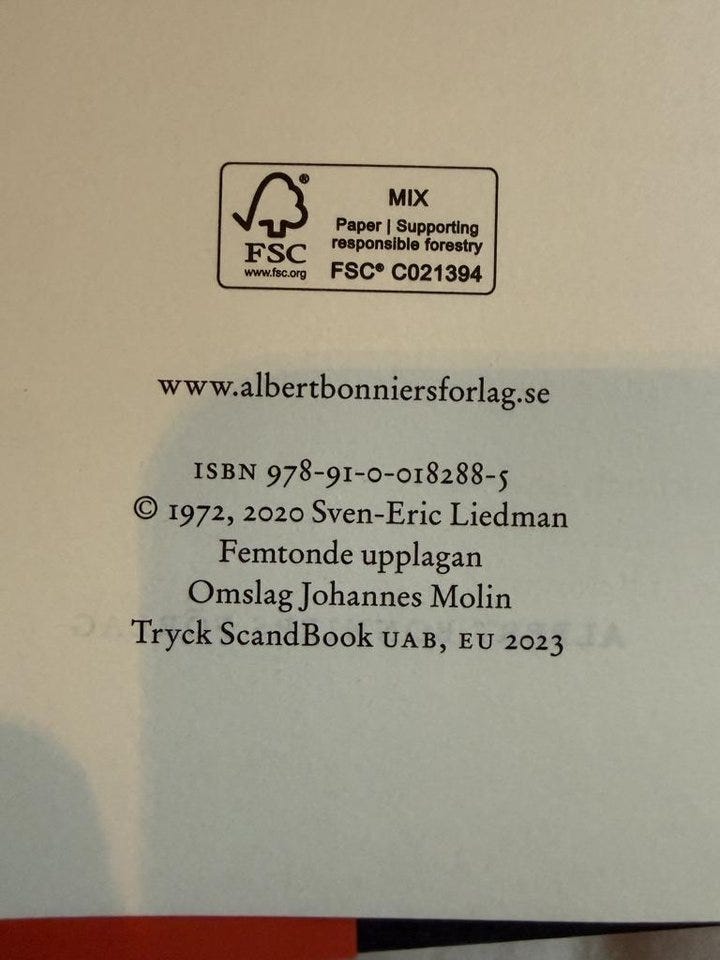 FSC®
www.fsc.org
MIX
Paper | Supporting
responsible forestry
FSC® C021394
www.albertbonniersforlag.se
ISBN 978-91-0-018288-5
© 1972, 2020 Sven-Eric Liedman
Femtonde upplagan
Omslag Johannes Molin
Tryck ScandBook UAB, EU 2023